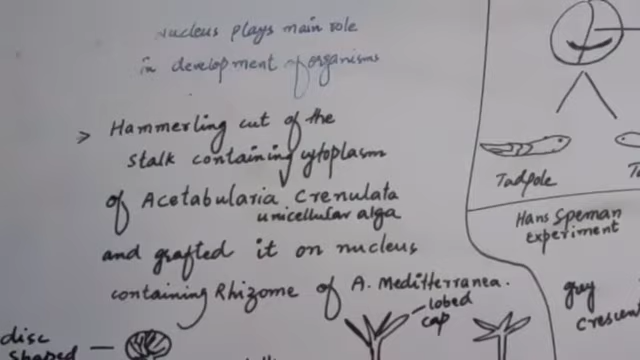 nucleus plays main role
in development of organisms
> Hammerling cut of the
stalk containing cytoplasm
of Acetabularia Crenulata
unicellular alga
and grafted it on nucleus
containing Rhizome of A. Mediterranea.
lobed
cap
disc
shaped
Tadpole
Hans Speman
experiment
grey
crescent